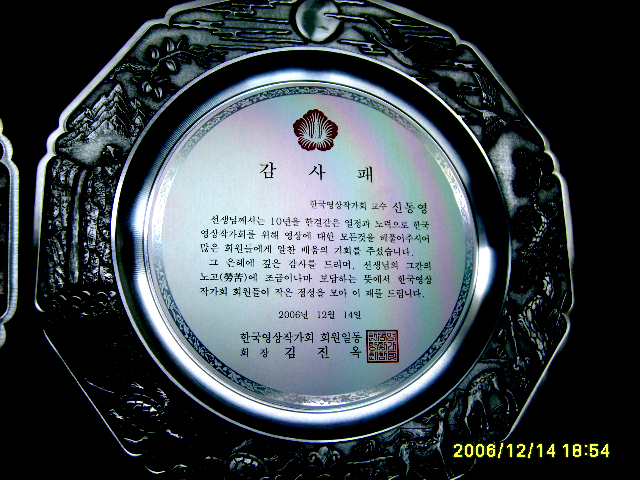 감 사 패
한국영상작가회 교수 신동영
선생님께서는 10년을 한결같은 열정과 노력으로 한국
영상작가회를 위해 영상에 대한 모든것을 베풀어주시어
많은 회원들에게 알찬 배움의 기회를 주셨습니다.
그 은혜에 깊은 감사를 드리며, 선생님의 그간의
노고(勞苦)에 조금이나마 보답하는 뜻에서 한국영상
작가회 회원들이 작은 정성을 모아 이 패를 드립니다.
2006년 12월 14일
한국영상작가회 회원일동
회 장 김 진 옥
2006/12/14 18:54